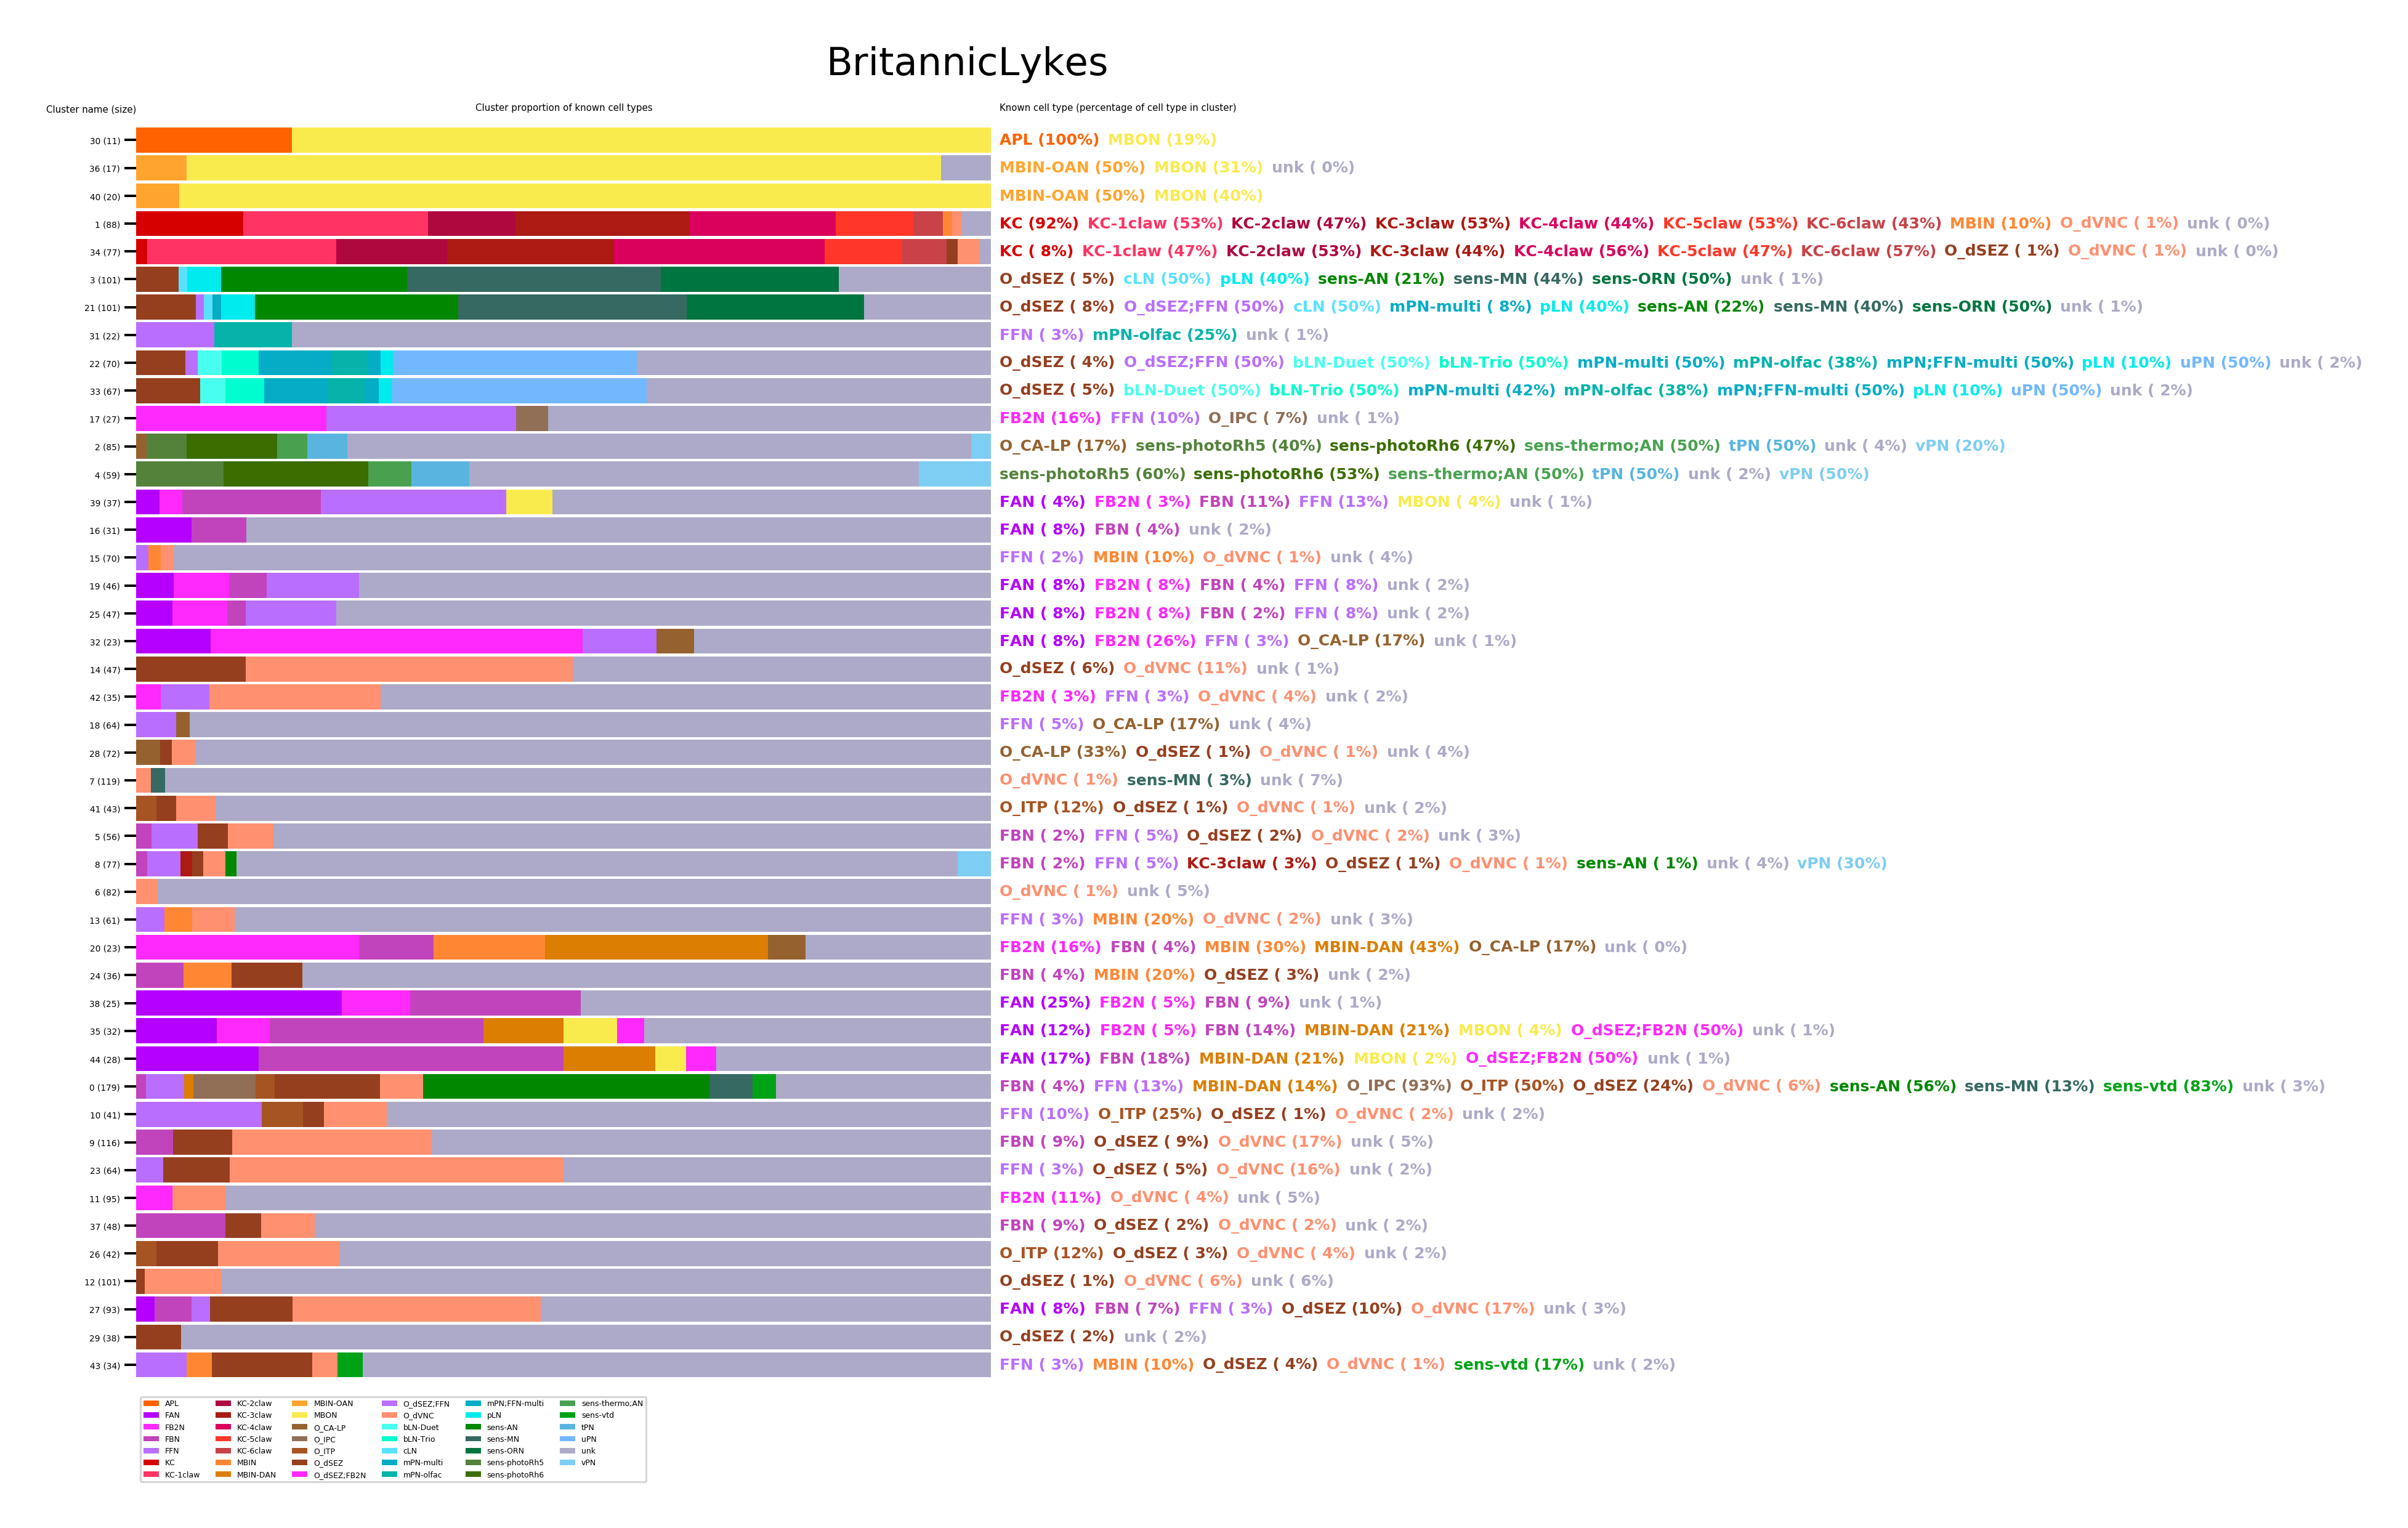 BritannicLykes
Cluster name (size) Cluster proportion of known cell types Known cell type (percentage of cell type in cluster)
30 (11) APL (100%) MBON (19%)
36 (17) MBIN-OAN (50%) MBON (31%) unk ( 0%)
40 (20) MBIN-OAN (50%) MBON (40%)
1 (88) KC (92%) KC-1claw (53%) KC-2claw (47%) KC-3claw (53%) KC-4claw (44%) KC-5claw (53%) KC-6claw (43%) MBIN (10%) O_dVNC ( 1%) unk ( 0%)
34 (77) KC ( 8%) KC-1claw (47%) KC-2claw (53%) KC-3claw (44%) KC-4claw (56%) KC-5claw (47%) KC-6claw (57%) O_dSEZ ( 1%) O_dVNC ( 1%) unk ( 0%)
3 (101) O_dSEZ ( 5%) cLN (50%) pLN (40%) sens-AN (21%) sens-MN (44%) sens-ORN (50%) unk ( 1%)
21 (101) O_dSEZ ( 8%) O_dSEZ;FFN (50%) cLN (50%) mPN-multi ( 8%) pLN (40%) sens-AN (22%) sens-MN (40%) sens-ORN (50%) unk ( 1%)
31 (22) FFN ( 3%) mPN-olfac (25%) unk ( 1%)
22 (70) O_dSEZ ( 4%) O_dSEZ;FFN (50%) bLN-Duet (50%) bLN-Trio (50%) mPN-multi (50%) mPN-olfac (38%) mPN;FFN-multi (50%) pLN (10%) uPN (50%) unk ( 2%)
33 (67) O_dSEZ ( 5%) bLN-Duet (50%) bLN-Trio (50%) mPN-multi (42%) mPN-olfac (38%) mPN;FFN-multi (50%) pLN (10%) uPN (50%) unk ( 2%)
17 (27) FB2N (16%) FFN (10%) O_IPC ( 7%) unk ( 1%)
2 (85) O_CA-LP (17%) sens-photoRh5 (40%) sens-photoRh6 (47%) sens-thermo;AN (50%) tPN (50%) unk ( 4%) vPN (20%)
4 (59) sens-photoRh5 (60%) sens-photoRh6 (53%) sens-thermo;AN (50%) tPN (50%) unk ( 2%) vPN (50%)
39 (37) FAN ( 4%) FB2N ( 3%) FBN (11%) FFN (13%) MBON ( 4%) unk ( 1%)
16 (31) FAN ( 8%) FBN ( 4%) unk ( 2%)
15 (70) FFN ( 2%) MBIN (10%) O_dVNC ( 1%) unk ( 4%)
19 (46) FAN ( 8%) FB2N ( 8%) FBN ( 4%) FFN ( 8%) unk ( 2%)
25 (47) FAN ( 8%) FB2N ( 8%) FBN ( 2%) FFN ( 8%) unk ( 2%)
32 (23) FAN ( 8%) FB2N (26%) FFN ( 3%) O_CA-LP (17%) unk ( 1%)
14 (47) O_dSEZ ( 6%) O_dVNC (11%) unk ( 1%)
42 (35) FB2N ( 3%) FFN ( 3%) O_dVNC ( 4%) unk ( 2%)
18 (64) FFN ( 5%) O_CA-LP (17%) unk ( 4%)
28 (72) O_CA-LP (33%) O_dSEZ ( 1%) O_dVNC ( 1%) unk ( 4%)
7 (119) O_dVNC ( 1%) sens-MN ( 3%) unk ( 7%)
41 (43) O_ITP (12%) O_dSEZ ( 1%) O_dVNC ( 1%) unk ( 2%)
5 (56) FBN ( 2%) FFN ( 5%) O_dSEZ ( 2%) O_dVNC ( 2%) unk ( 3%)
8 (77) FBN ( 2%) FFN ( 5%) KC-3claw ( 3%) O_dSEZ ( 1%) O_dVNC ( 1%) sens-AN ( 1%) unk ( 4%) vPN (30%)
6 (82) O_dVNC ( 1%) unk ( 5%)
13 (61) FFN ( 3%) MBIN (20%) O_dVNC ( 2%) unk ( 3%)
20 (23) FB2N (16%) FBN ( 4%) MBIN (30%) MBIN-DAN (43%) O_CA-LP (17%) unk ( 0%)
24 (36) FBN ( 4%) MBIN (20%) O_dSEZ ( 3%) unk ( 2%)
38 (25) FAN (25%) FB2N ( 5%) FBN ( 9%) unk ( 1%)
35 (32) FAN (12%) FB2N ( 5%) FBN (14%) MBIN-DAN (21%) MBON ( 4%) O_dSEZ;FB2N (50%) unk ( 1%)
44 (28) FAN (17%) FBN (18%) MBIN-DAN (21%) MBON ( 2%) O_dSEZ;FB2N (50%) unk ( 1%)
0 (179) FBN ( 4%) FFN (13%) MBIN-DAN (14%) O_IPC (93%) O_ITP (50%) O_dSEZ (24%) O_dVNC ( 6%) sens-AN (56%) sens-MN (13%) sens-vtd (83%) unk ( 3%)
10 (41) FFN (10%) O_ITP (25%) O_dSEZ ( 1%) O_dVNC ( 2%) unk ( 2%)
9 (116) FBN ( 9%) O_dSEZ ( 9%) O_dVNC (17%) unk ( 5%)
23 (64) FFN ( 3%) O_dSEZ ( 5%) O_dVNC (16%) unk ( 2%)
11 (95) FB2N (11%) O_dVNC ( 4%) unk ( 5%)
37 (48) FBN ( 9%) O_dSEZ ( 2%) O_dVNC ( 2%) unk ( 2%)
26 (42) O_ITP (12%) O_dSEZ ( 3%) O_dVNC ( 4%) unk ( 2%)
12 (101) O_dSEZ ( 1%) O_dVNC ( 6%) unk ( 6%)
27 (93) FAN ( 8%) FBN ( 7%) FFN ( 3%) O_dSEZ (10%) O_dVNC (17%) unk ( 3%)
29 (38) O_dSEZ ( 2%) unk ( 2%)
43 (34) FFN ( 3%) MBIN (10%) O_dSEZ ( 4%) O_dVNC ( 1%) sens-vtd (17%) unk ( 2%)
APL KC-2claw MBIN-OAN O_dSEZ;FFN mPN;FFN-multi sens-thermo;AN
FAN KC-3claw MBON O_dVNC pLN sens-vtd
FB2N KC-4claw O_CA-LP bLN-Duet sens-AN tPN
FBN KC-5claw O_IPC bLN-Trio sens-MN uPN
FFN KC-6claw O_ITP cLN sens-ORN unk
KC MBIN O_dSEZ mPN-multi sens-photoRh5 vPN
KC-1claw MBIN-DAN O_dSEZ;FB2N mPN-olfac sens-photoRh6